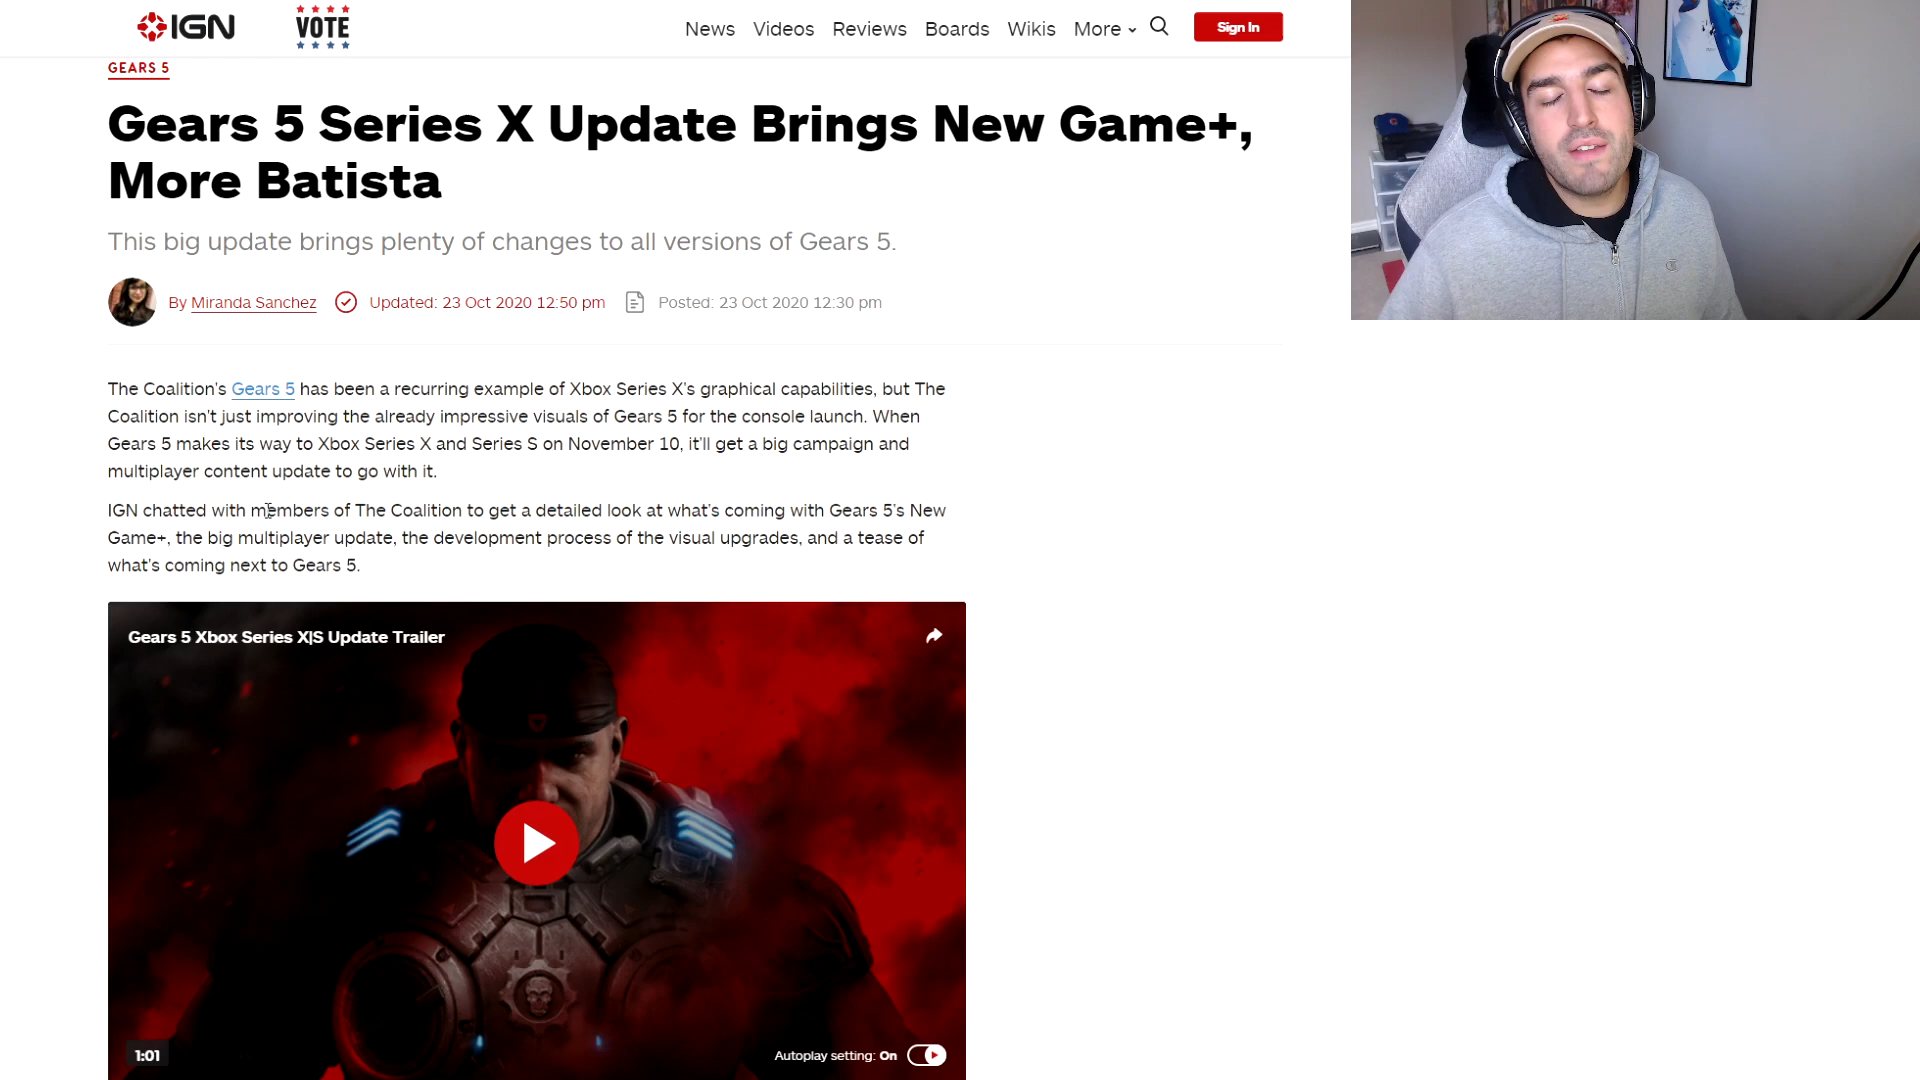 IGN
VOTE
News Videos Reviews Boards Wikis More
Sign In
GEARS 5
Gears 5 Series X Update Brings New Game+,
More Batista
This big update brings plenty of changes to all versions of Gears 5.
By Miranda Sanchez Updated: 23 Oct 2020 12:50 pm Posted: 23 Oct 2020 12:30 pm
The Coalition's Gears 5 has been a recurring example of Xbox Series X's graphical capabilities, but The
Coalition isn't just improving the already impressive visuals of Gears 5 for the console launch. When
Gears 5 makes its way to Xbox Series X and Series S on November 10, it'll get a big campaign and
multiplayer content update to go with it.
IGN chatted with members of The Coalition to get a detailed look at what's coming with Gears 5's New
Game+, the big multiplayer update, the development process of the visual upgrades, and a tease of
what's coming next to Gears 5.
Gears 5 Xbox Series X|S Update Trailer
1:01
Autoplay setting: On